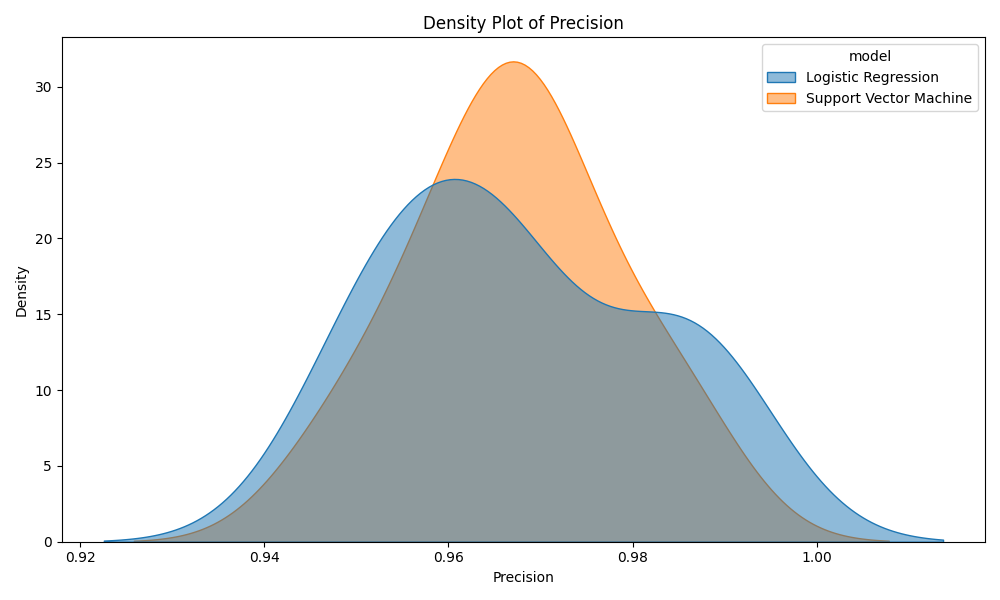 Density Plot of Precision
model
Logistic Regression
Support Vector Machine
Density
30
25
20
15
10
5
0
0.92 0.94 0.96 0.98 1.00
Precision